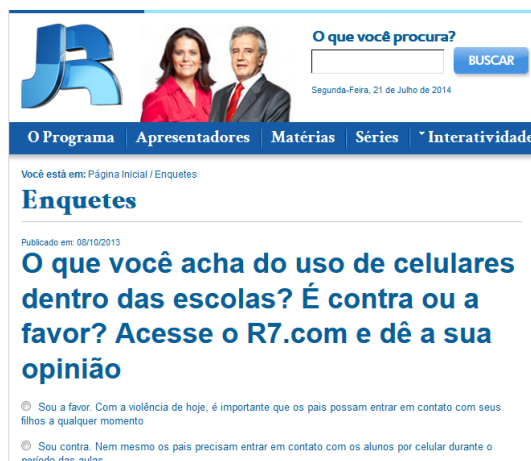 JR
O que você procura?
BUSCAR
Segunda-Feira, 21 de Julho de 2014
O Programa Apresentadores Matérias Séries Interatividade
Você está em: Página Inicial / Enquetes
Enquetes
Publicado em: 08/10/2013
O que você acha do uso de celulares
dentro das escolas? É contra ou a
favor? Acesse o R7.com e dê a sua
opinião
Sou a favor. Com a violência de hoje, é importante que os pais possam entrar em contato com seus
filhos a qualquer momento
Sou contra. Nem mesmo os pais precisam entrar em contato com os alunos por celular durante o
período das aulas